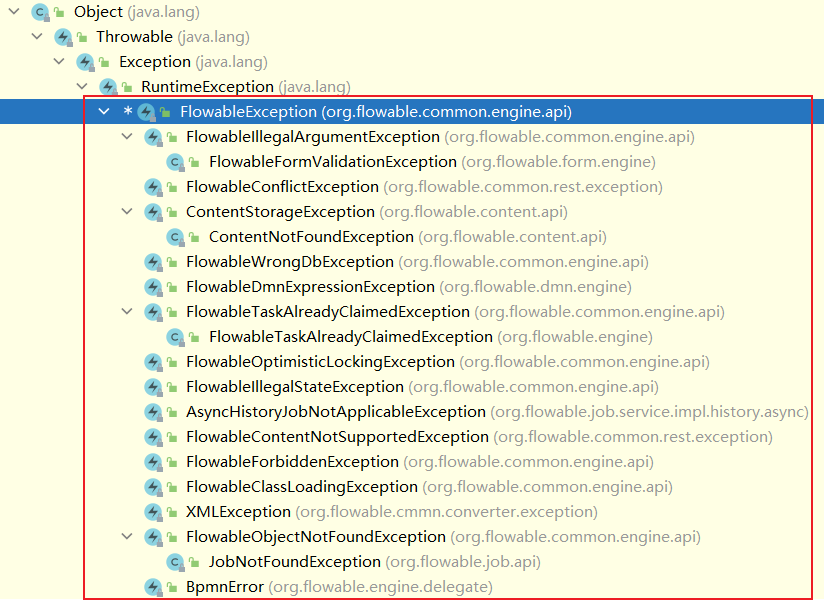 Object (java.lang)
Throwable (java.lang)
Exception (java.lang)
RuntimeException (java.lang)
* FlowableException (org.flowable.common.engine.api)
FlowableIllegalArgumentException (org.flowable.common.engine.api)
FlowableFormValidationException (org.flowable.form.engine)
FlowableConflictException (org.flowable.common.rest.exception)
ContentStorageException (org.flowable.content.api)
ContentNotFoundException (org.flowable.content.api)
FlowableWrongDbException (org.flowable.common.engine.api)
FlowableDmnExpressionException (org.flowable.dmn.engine)
FlowableTaskAlreadyClaimedException (org.flowable.common.engine.api)
FlowableTaskAlreadyClaimedException (org.flowable.engine)
FlowableOptimisticLockingException (org.flowable.common.engine.api)
FlowableIllegalStateException (org.flowable.common.engine.api)
AsyncHistoryJobNotApplicableException (org.flowable.job.service.impl.history.async)
FlowableContentNotSupportedException (org.flowable.common.rest.exception)
FlowableForbiddenException (org.flowable.common.engine.api)
FlowableClassLoadingException (org.flowable.common.engine.api)
XMLException (org.flowable.cmmn.converter.exception)
FlowableObjectNotFoundException (org.flowable.common.engine.api)
JobNotFoundException (org.flowable.job.api)
BpmnError (org.flowable.engine.delegate)